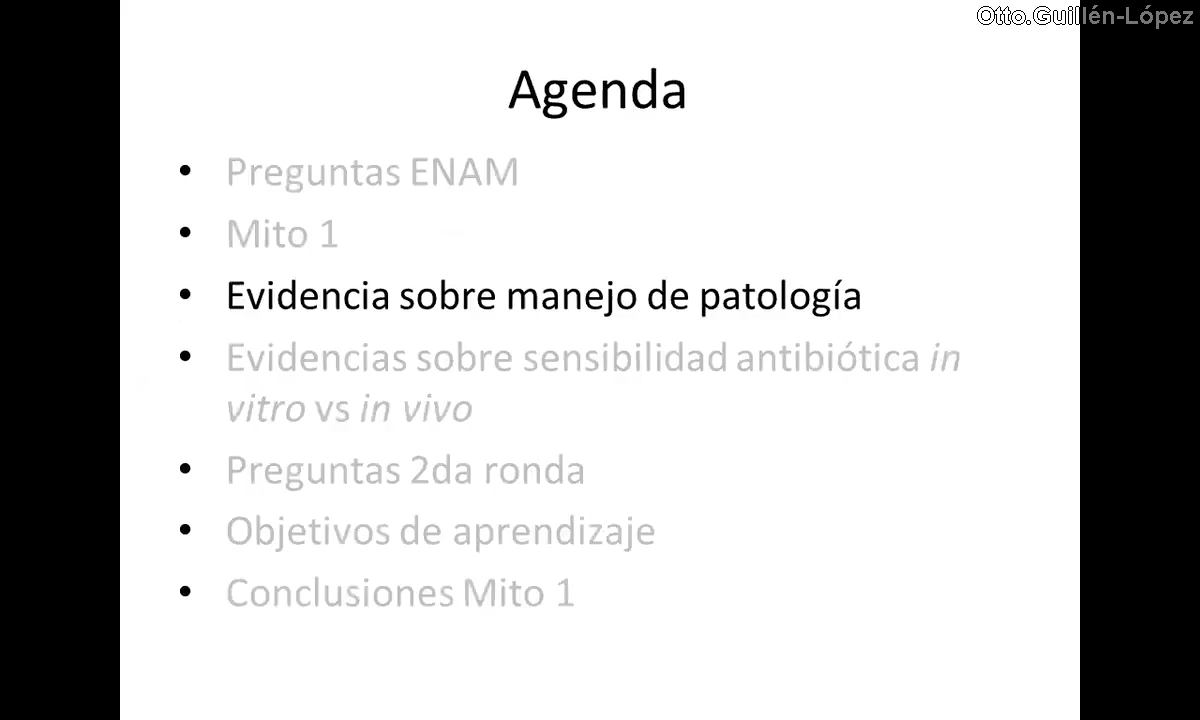 Otto.Guillén-López
Agenda
• Preguntas ENAM
• Mito 1
• Evidencia sobre manejo de patología
• Evidencias sobre sensibilidad antibiótica in
vitro vs in vivo
• Preguntas 2da ronda
• Objetivos de aprendizaje
• Conclusiones Mito 1